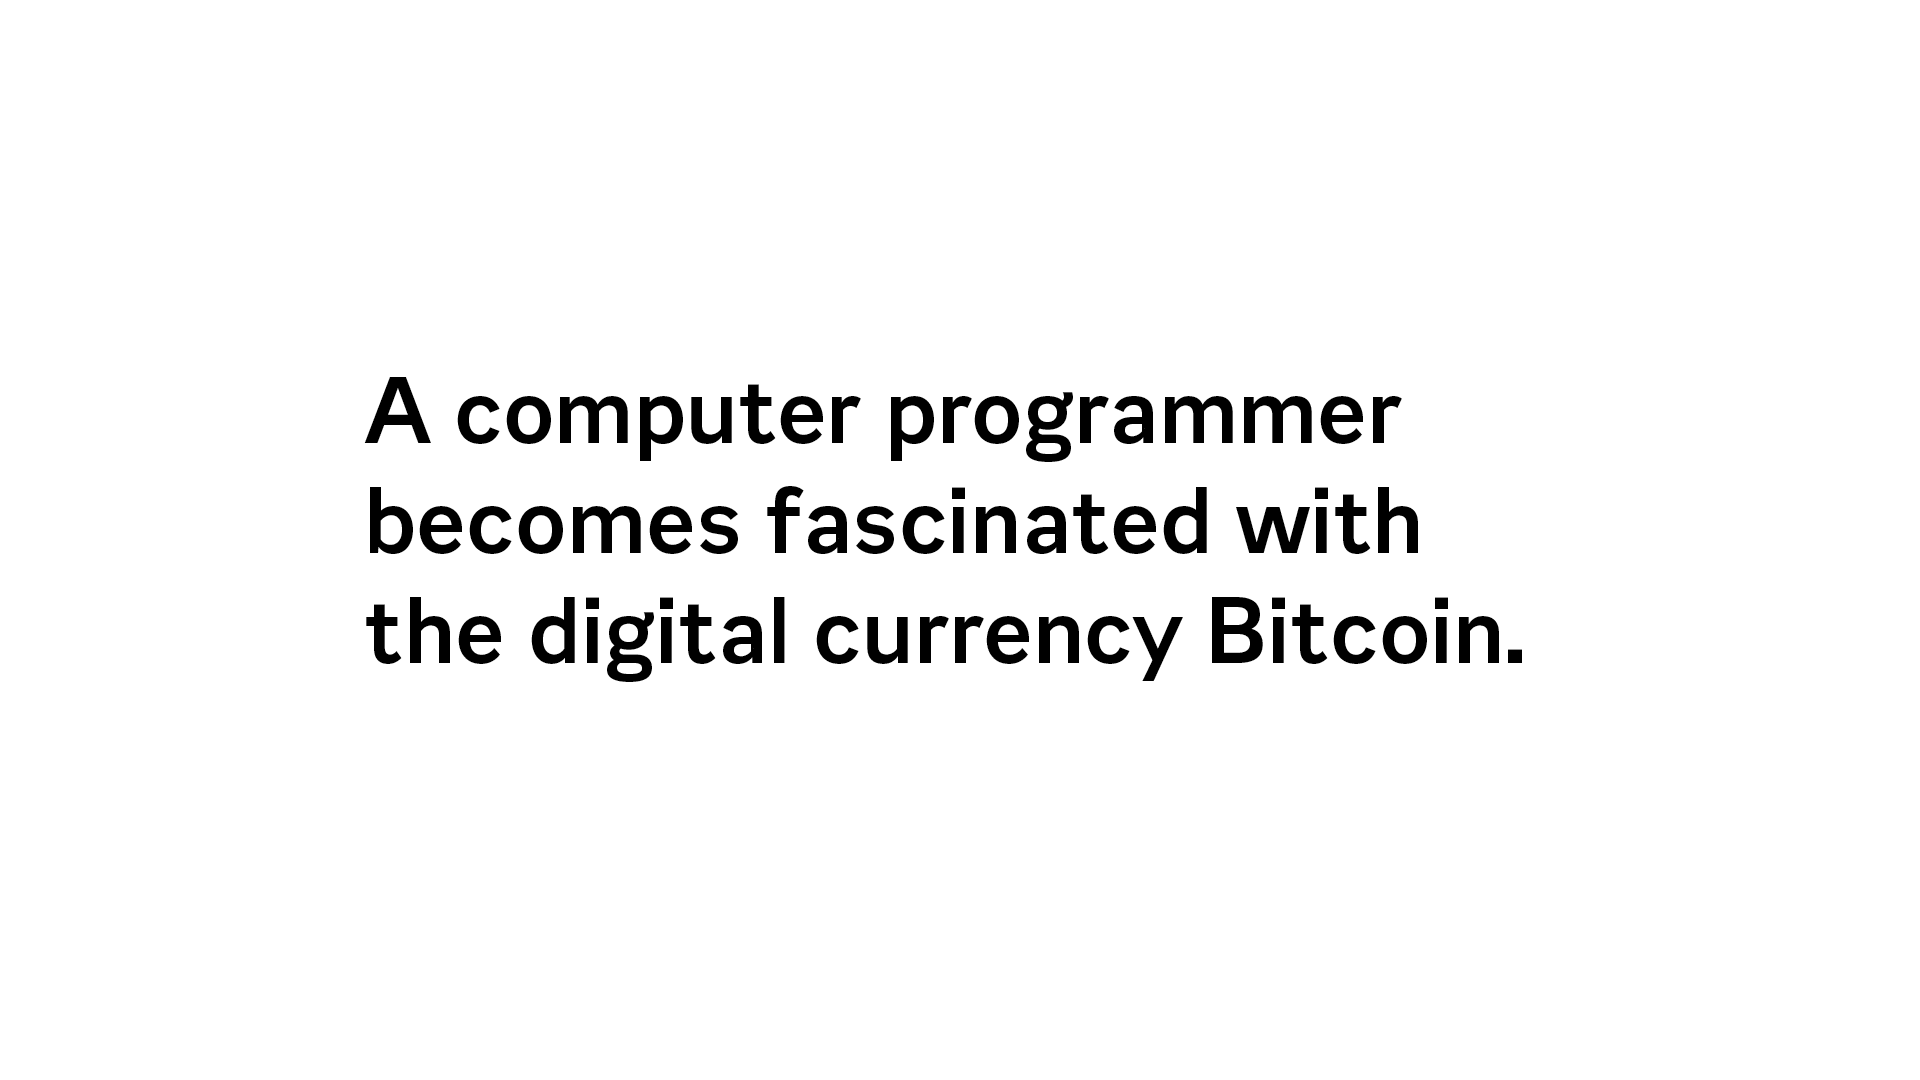 A computer programmer
becomes fascinated with
the digital currency Bitcoin.